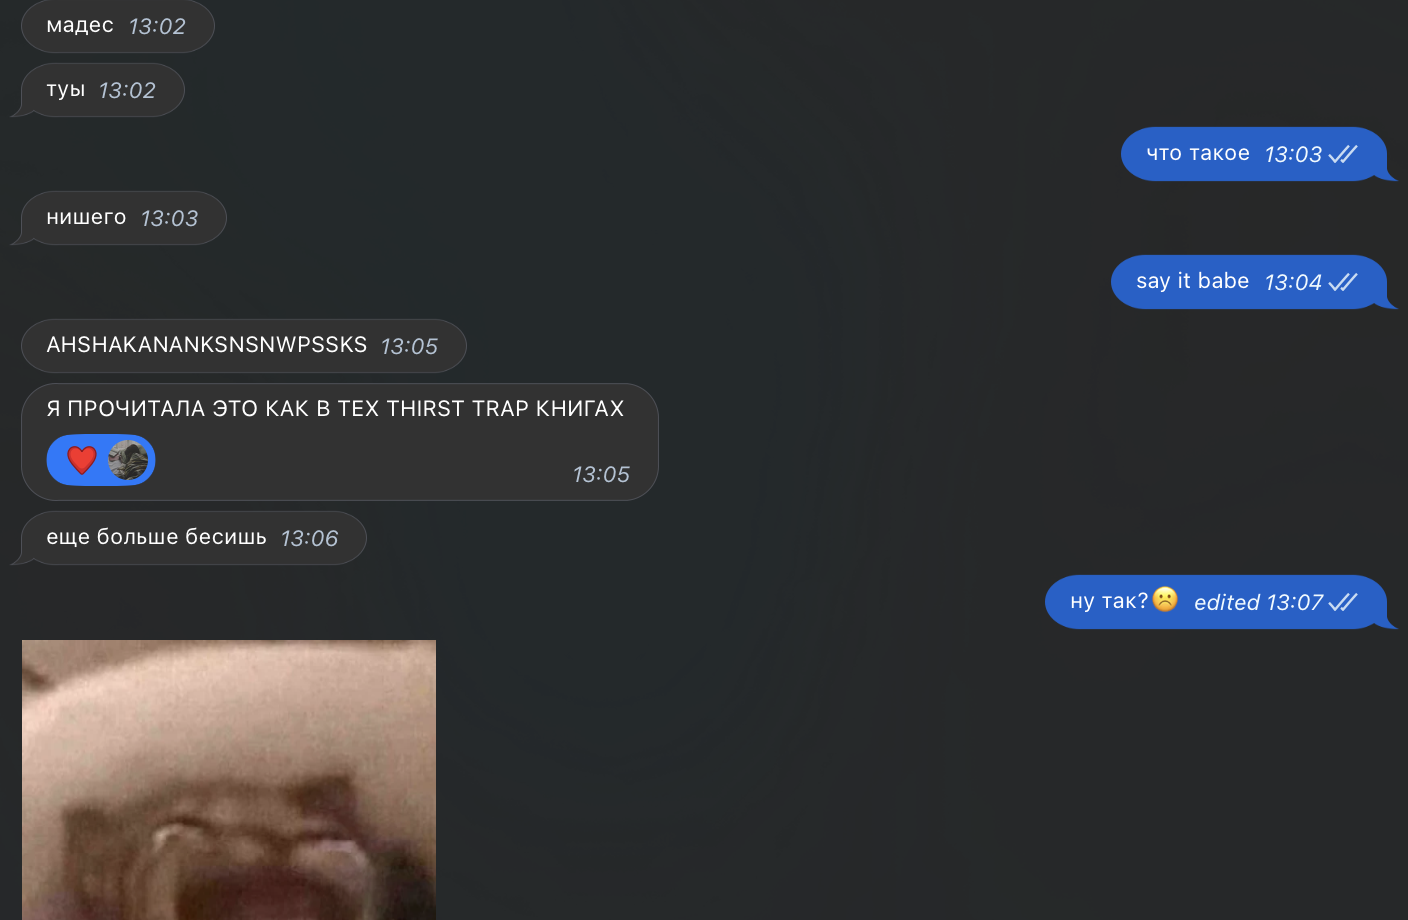 мадес 13:02
туы 13:02
что такое 13:03
нишего 13:03
say it babe 13:04
AHSHAKANANKSNSNWPSSKS 13:05
Я ПРОЧИТАЛА ЭТО КАК В ТЕХ THIRST TRAP КНИГАХ
13:05
еще больше бесишь 13:06
ну так?☹️ edited 13:07